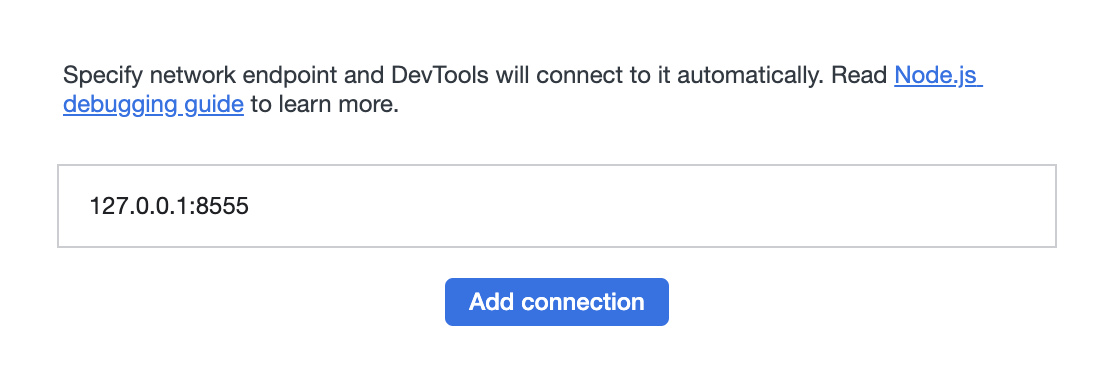 Specify network endpoint and DevTools will connect to it automatically. Read Node.js
debugging guide to learn more.
127.0.0.1:8555
Add connection